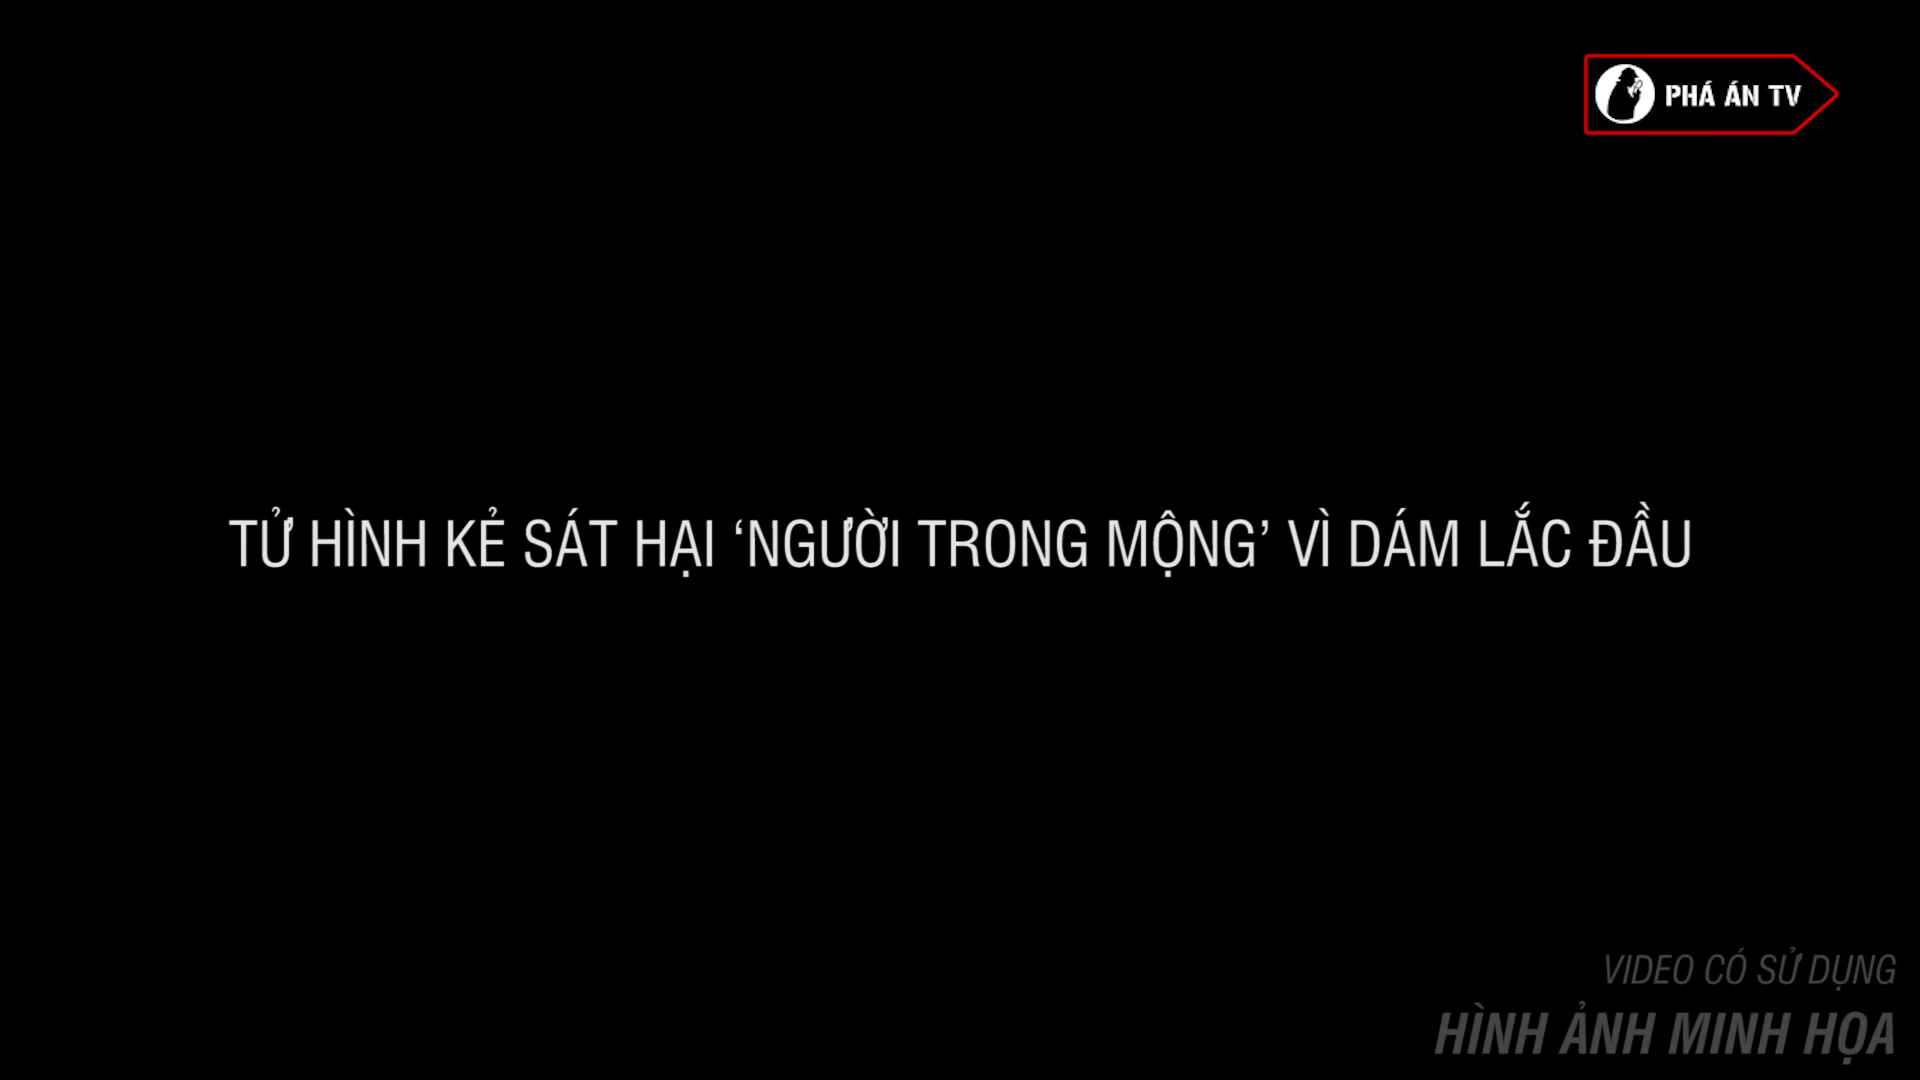 PHÁ ÁN TV
TỬ HÌNH KẺ SÁT HẠI ‘NGƯỜI TRONG MỘNG’ VÌ DÁM LẮC ĐẦU
VIDEO CÓ SỬ DỤNG
HÌNH ẢNH MINH HỌA